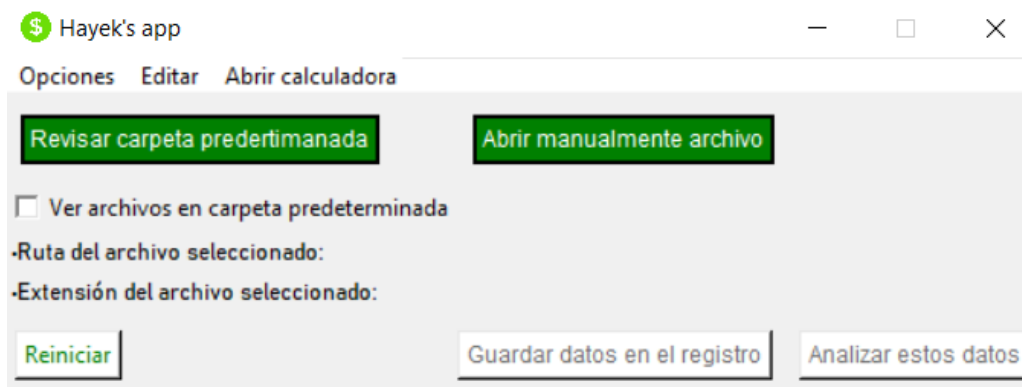 $ Hayek's app
Opciones Editar Abrir calculadora
Revisar carpeta predertimanada Abrir manualmente archivo
Ver archivos en carpeta predeterminada
·Ruta del archivo seleccionado:
·Extensión del archivo seleccionado:
Reiniciar Guardar datos en el registro Analizar estos datos